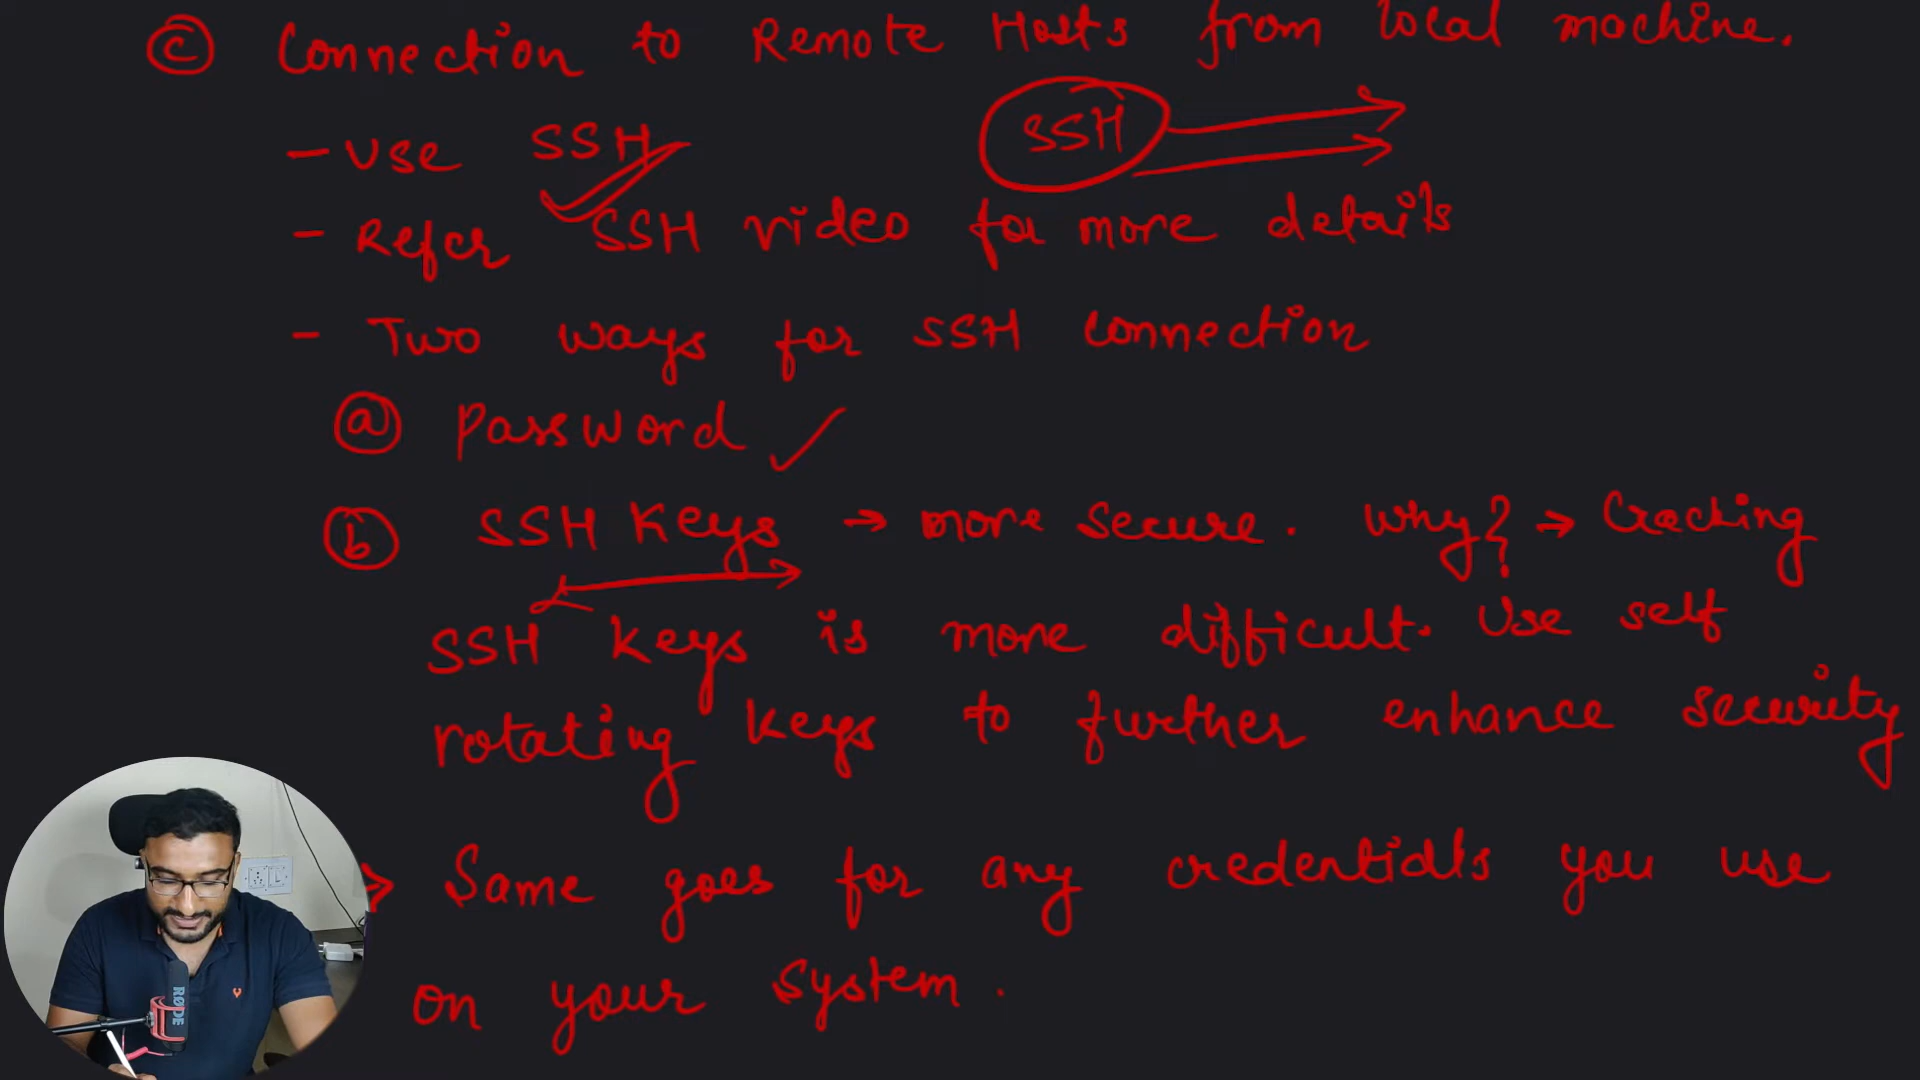 Ⓒ Connection to Remote Hosts from local machine.
- Use SSH SSH
- Refer SSH video for more details
- Two ways for SSH connection
ⓐ Password ✓
ⓑ SSH Keys → more secure. Why? → Cracking
SSH keys is more difficult. Use self
rotating keys to further enhance security
→ Same goes for any credentials you use
on your system.
RØDE